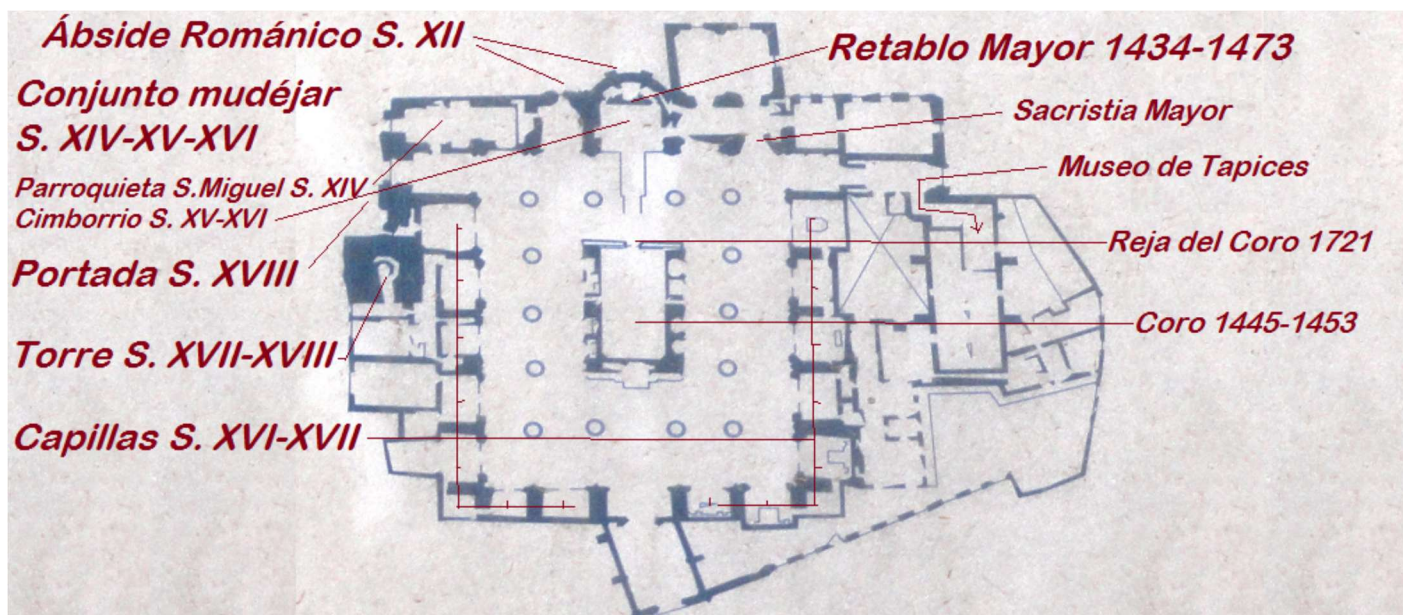 Ábside Románico S. XII
Retablo Mayor 1434-1473
Conjunto mudéjar
S. XIV-XV-XVI
Sacristia Mayor
Museo de Tapices
Parroquieta S.Miguel S. XIV
Cimborrio S. XV-XVI
Reja del Coro 1721
Portada S. XVIII
Coro 1445-1453
Torre S. XVII-XVIII
Capillas S. XVI-XVII